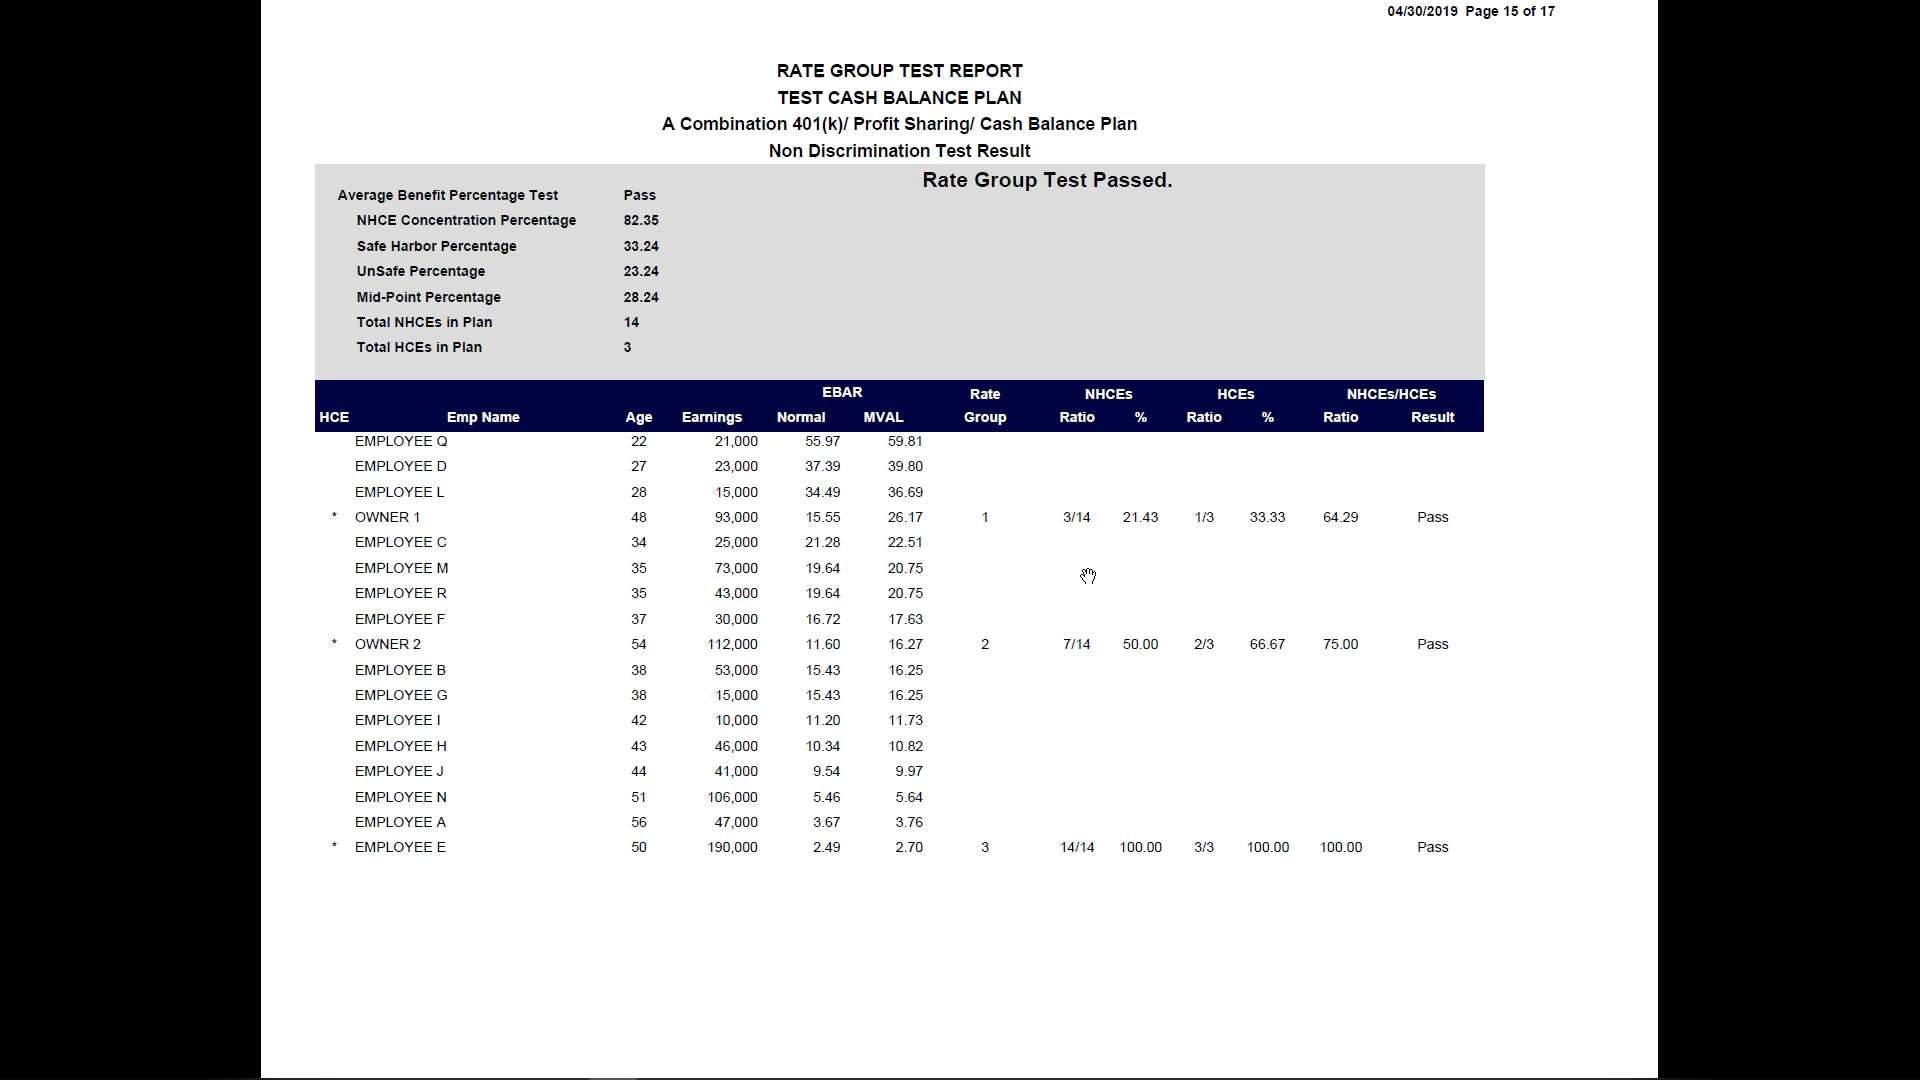 04/30/2019 Page 15 of 17
RATE GROUP TEST REPORT
TEST CASH BALANCE PLAN
A Combination 401(k)/ Profit Sharing/ Cash Balance Plan
Non Discrimination Test Result
Rate Group Test Passed.
Average Benefit Percentage Test Pass
NHCE Concentration Percentage 82.35
Safe Harbor Percentage 33.24
UnSafe Percentage 23.24
Mid-Point Percentage 28.24
Total NHCEs in Plan 14
Total HCEs in Plan 3
EBAR Rate NHCEs HCEs NHCEs/HCEs
HCE Emp Name Age Earnings Normal MVAL Group Ratio % Ratio % Ratio Result
EMPLOYEE Q 22 21,000 55.97 59.81
EMPLOYEE D 27 23,000 37.39 39.80
EMPLOYEE L 28 15,000 34.49 36.69
* OWNER 1 48 93,000 15.55 26.17 1 3/14 21.43 1/3 33.33 64.29 Pass
EMPLOYEE C 34 25,000 21.28 22.51
EMPLOYEE M 35 73,000 19.64 20.75
EMPLOYEE R 35 43,000 19.64 20.75
EMPLOYEE F 37 30,000 16.72 17.63
* OWNER 2 54 112,000 11.60 16.27 2 7/14 50.00 2/3 66.67 75.00 Pass
EMPLOYEE B 38 53,000 15.43 16.25
EMPLOYEE G 38 15,000 15.43 16.25
EMPLOYEE I 42 10,000 11.20 11.73
EMPLOYEE H 43 46,000 10.34 10.82
EMPLOYEE J 44 41,000 9.54 9.97
EMPLOYEE N 51 106,000 5.46 5.64
EMPLOYEE A 56 47,000 3.67 3.76
* EMPLOYEE E 50 190,000 2.49 2.70 3 14/14 100.00 3/3 100.00 100.00 Pass